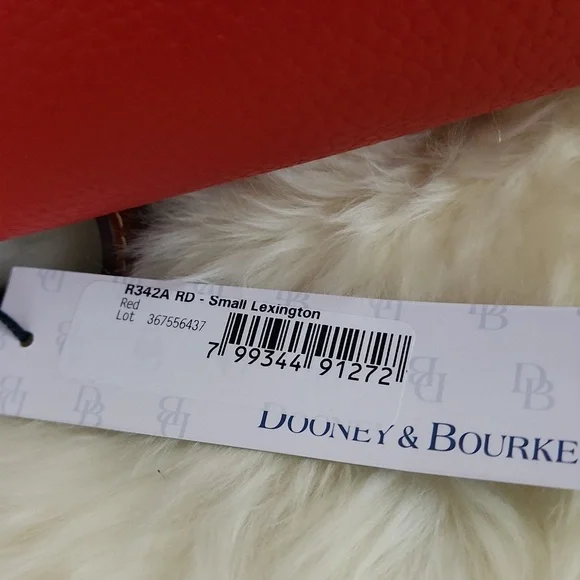 R342A RD - Small Lexington
Red
Lot 367556437
7 99344 91272
DOONEY & BOURKE